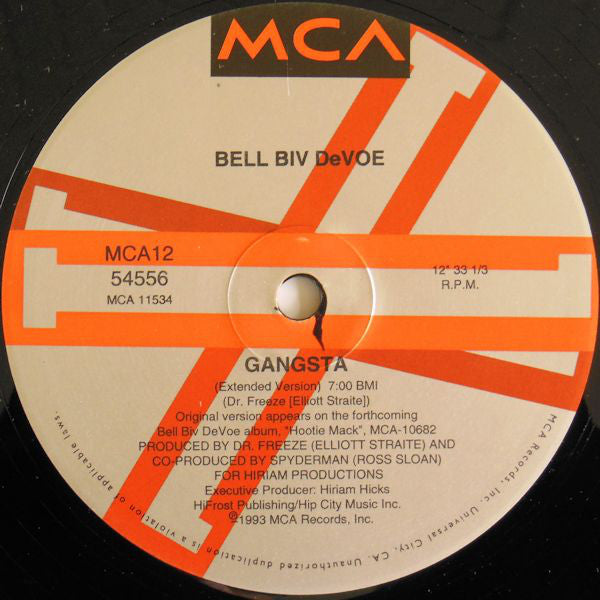 MCA
BELL BIV DeVOE
MCA12
54556
MCA 11534
12" 33 1/3
R.P.M.
GANGSTA
(Extended Version) 7:00 BMI
(Dr. Freeze [Elliott Straite])
Original version appears on the forthcoming
Bell Biv DeVoe album, "Hootie Mack", MCA-10682
PRODUCED BY DR. FREEZE (ELLIOTT STRAITE) AND
CO-PRODUCED BY SPYDERMAN (ROSS SLOAN)
FOR HIRIAM PRODUCTIONS
Executive Producer: Hiriam Hicks
HiFrost Publishing/Hip City Music Inc.
℗1993 MCA Records, Inc.
MCA Records, Inc. Universal City, CA. Unauthorized duplication is a violation of applicable laws.